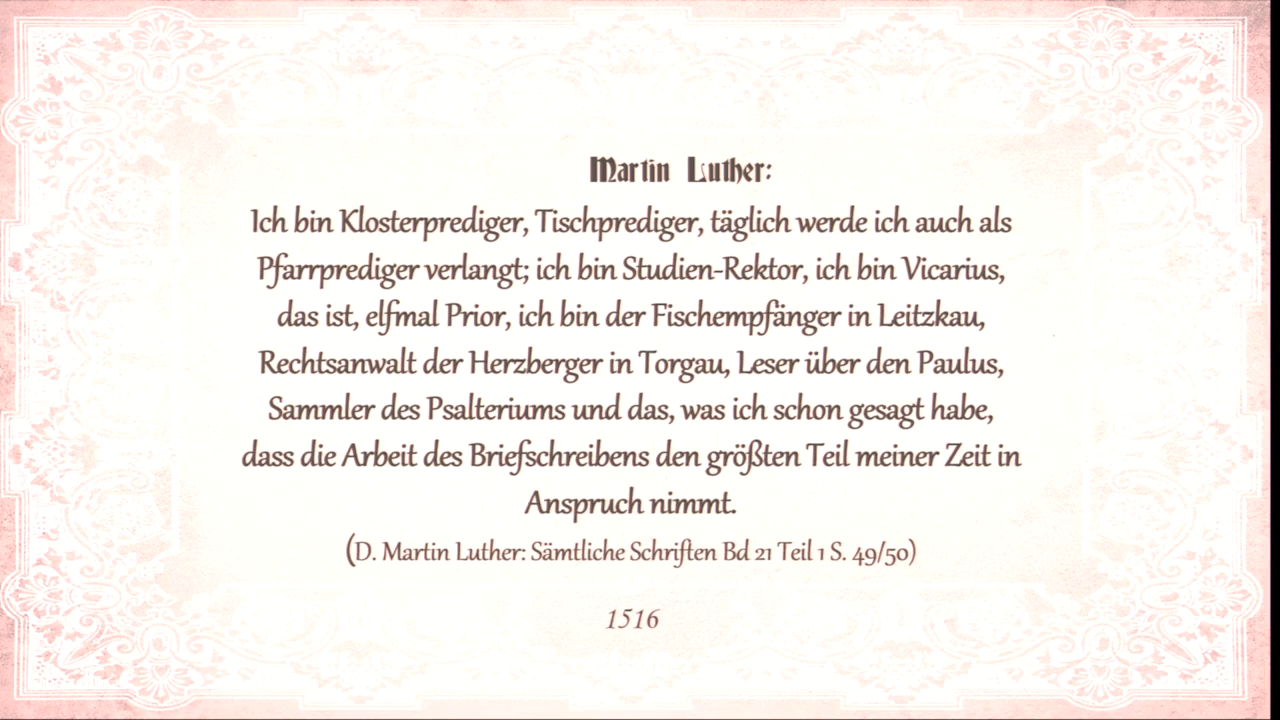 Martin Luther:
Ich bin Klosterprediger, Tischprediger, täglich werde ich auch als
Pfarrprediger verlangt; ich bin Studien-Rektor, ich bin Vicarius,
das ist, elfmal Prior, ich bin der Fischempfänger in Leitzkau,
Rechtsanwalt der Herzberger in Torgau, Leser über den Paulus,
Sammler des Psalteriums und das, was ich schon gesagt habe,
dass die Arbeit des Briefschreibens den größten Teil meiner Zeit in
Anspruch nimmt.
(D. Martin Luther: Sämtliche Schriften Bd 21 Teil 1 S. 49/50)
1516